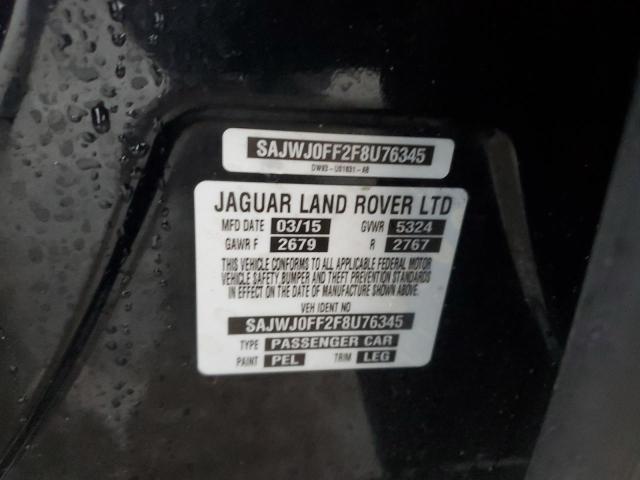 SAJWJ0FF2F8U76345
DW93-U01631-AB
JAGUAR LAND ROVER LTD
MFD DATE 03/15 GVWR 5324
GAWR F 2679 R 2767
THIS VEHICLE CONFORMS TO ALL APPLICABLE FEDERAL MOTOR
VEHICLE SAFETY BUMPER AND THEFT PREVENTION STANDARDS
IN EFFECT ON THE DATE OF MANUFACTURE SHOWN ABOVE.
VEH IDENT NO
SAJWJ0FF2F8U76345
TYPE PASSENGER CAR
PAINT PEL TRIM LEG